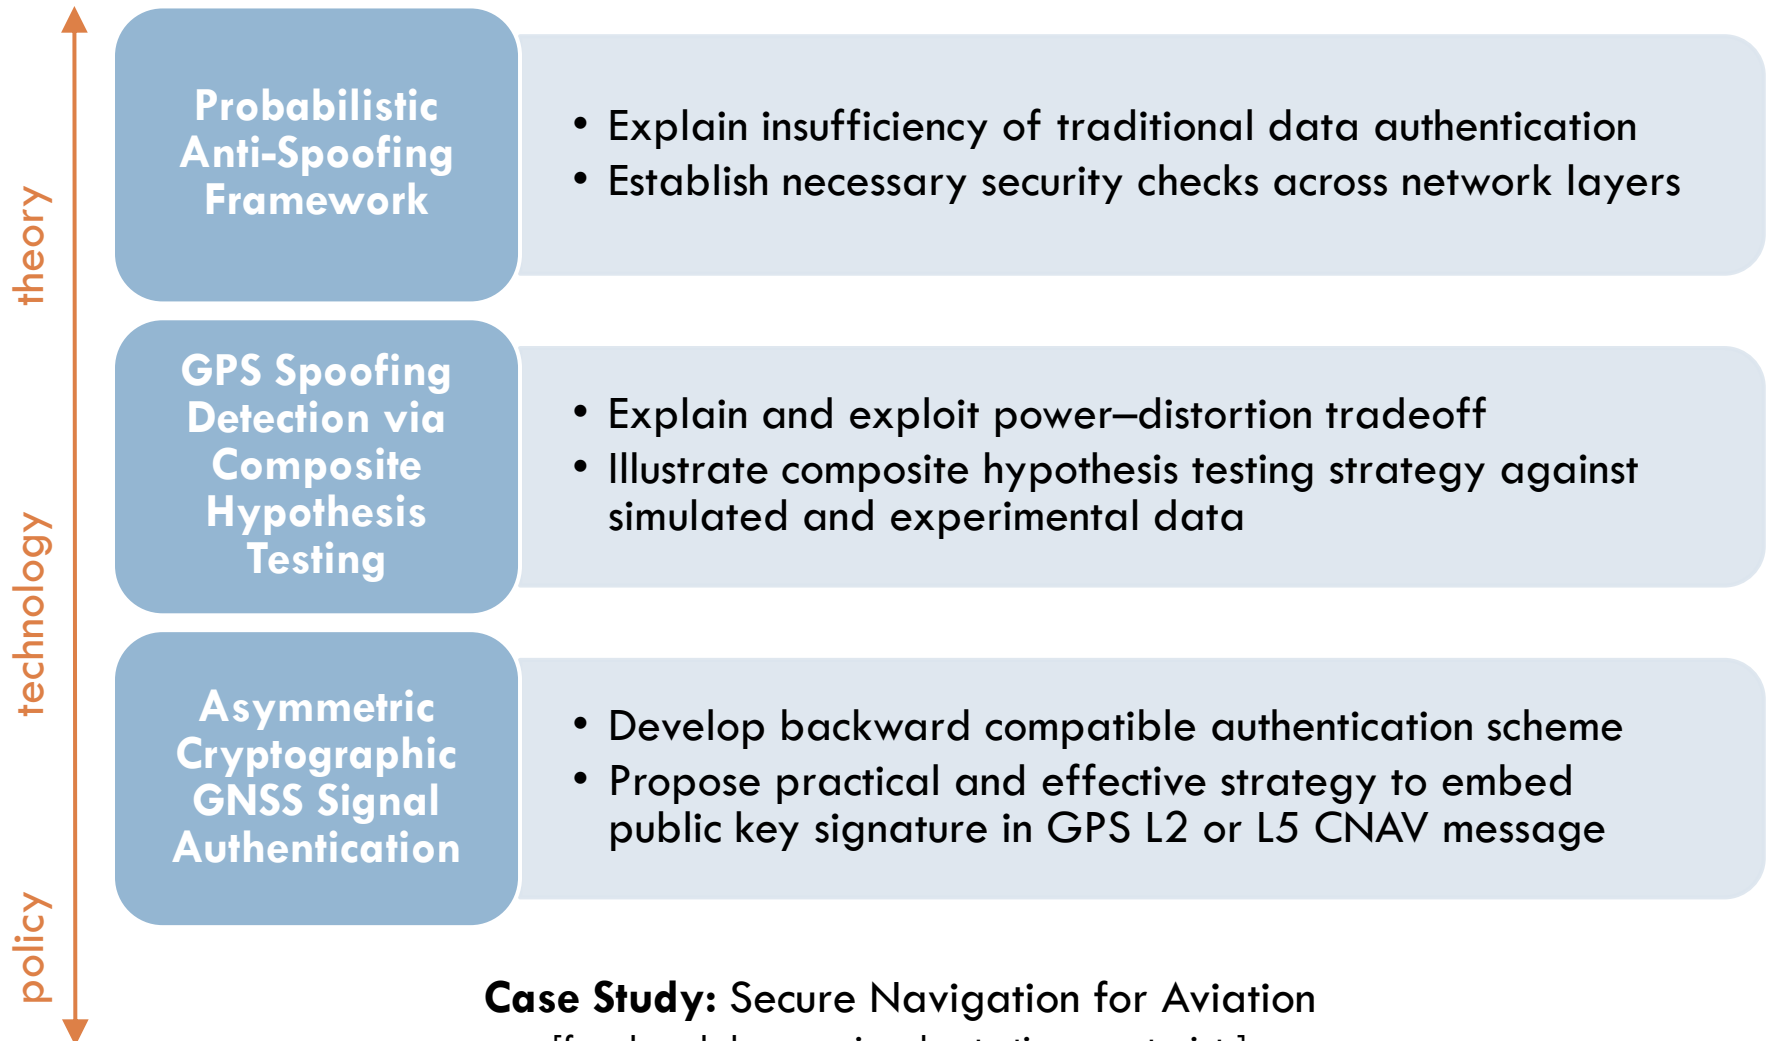 theory
technology
policy
Probabilistic
Anti-Spoofing
Framework
• Explain insufficiency of traditional data authentication
• Establish necessary security checks across network layers
GPS Spoofing
Detection via
Composite
Hypothesis
Testing
• Explain and exploit power–distortion tradeoff
• Illustrate composite hypothesis testing strategy against
simulated and experimental data
Asymmetric
Cryptographic
GNSS Signal
Authentication
• Develop backward compatible authentication scheme
• Propose practical and effective strategy to embed
public key signature in GPS L2 or L5 CNAV message
Case Study: Secure Navigation for Aviation